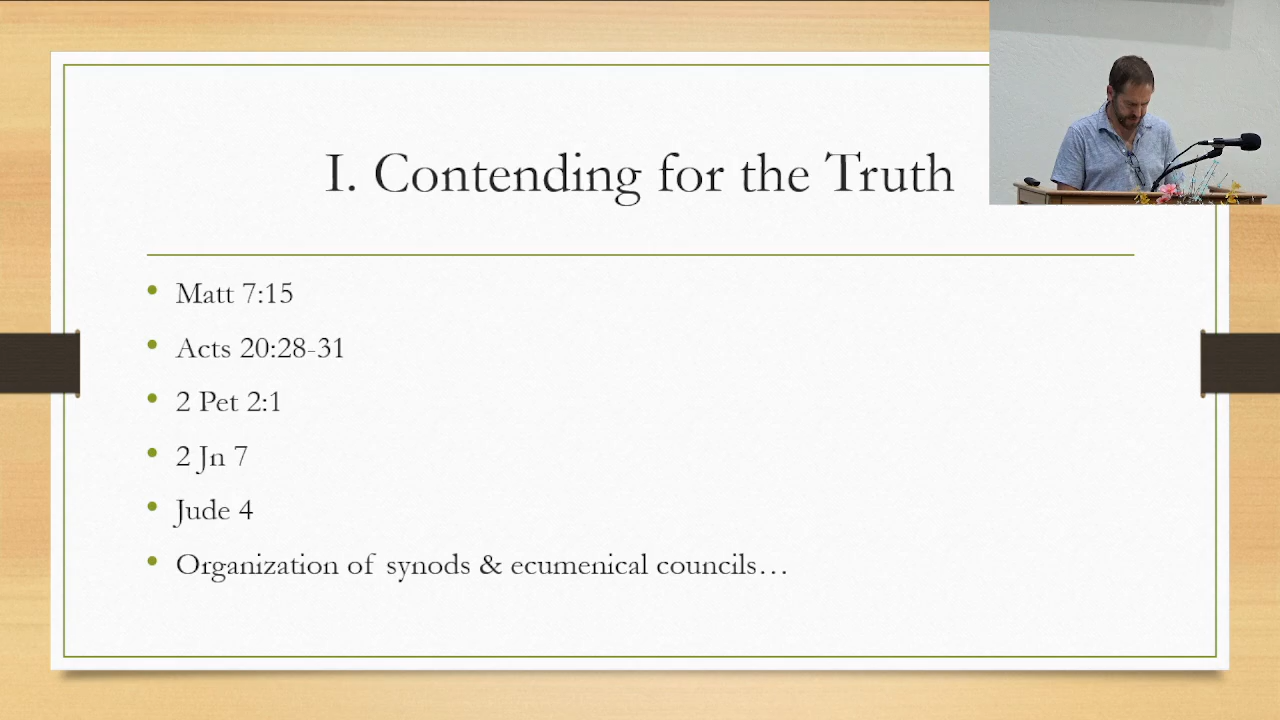 I. Contending for the Truth
Matt 7:15
Acts 20:28-31
2 Pet 2:1
2 Jn 7
Jude 4
Organization of synods & ecumenical councils…